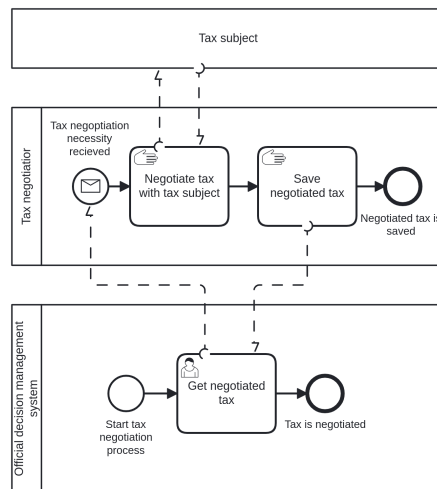 Tax subject
Tax negoptiation
necessity
recieved
Tax negotiatior
Negotiate tax
with tax subject
Save
negotiated tax
Negotiated tax is
saved
Official decision management
system
Get negotiated
tax
Start tax
negotiation
process
Tax is negotiated